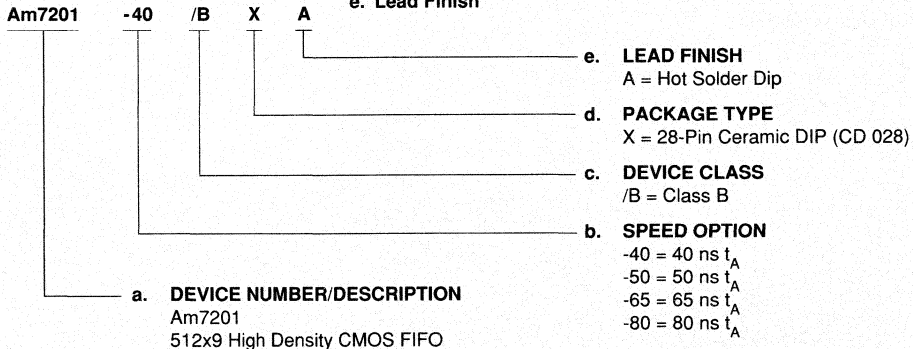 e. Lead Finish
Am7201 -40 /B X A
e. LEAD FINISH
A = Hot Solder Dip
d. PACKAGE TYPE
X = 28-Pin Ceramic DIP (CD 028)
c. DEVICE CLASS
/B = Class B
b. SPEED OPTION
-40 = 40 ns tA
-50 = 50 ns tA
-65 = 65 ns tA
-80 = 80 ns tA
a. DEVICE NUMBER/DESCRIPTION
Am7201
512x9 High Density CMOS FIFO